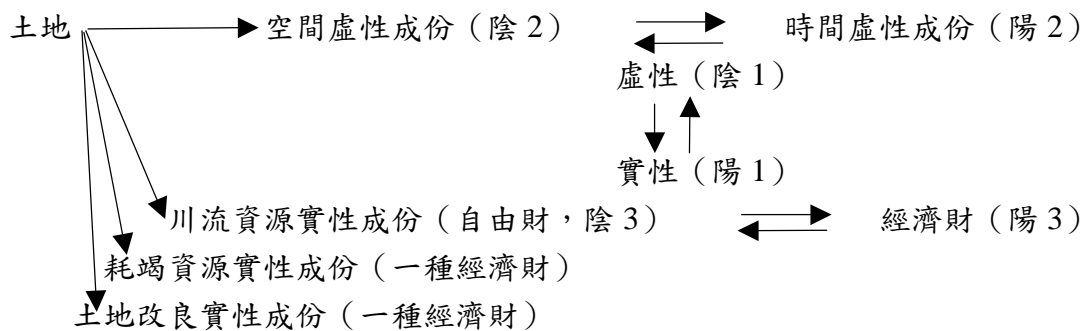 土地 空間虛性成份（陰 2） 時間虛性成份（陽 2）
虛性（陰 1）
實性（陽 1）
川流資源實性成份（自由財，陰 3） 經濟財（陽 3）
耗竭資源實性成份（一種經濟財）
土地改良實性成份（一種經濟財）